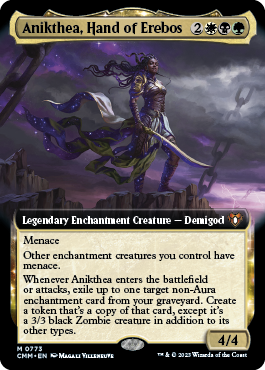 Anikthea, Hand of Erebos 2
Legendary Enchantment Creature — Demigod
Menace
Other enchantment creatures you control have
menace.
Whenever Anikthea enters the battlefield
or attacks, exile up to one target non-Aura
enchantment card from your graveyard. Create
a token that's a copy of that card, except it's
a 3/3 black Zombie creature in addition to its
other types.
4/4
M 0773
CMM • EN Magali Villeneuve
™ & © 2023 Wizards of the Coast